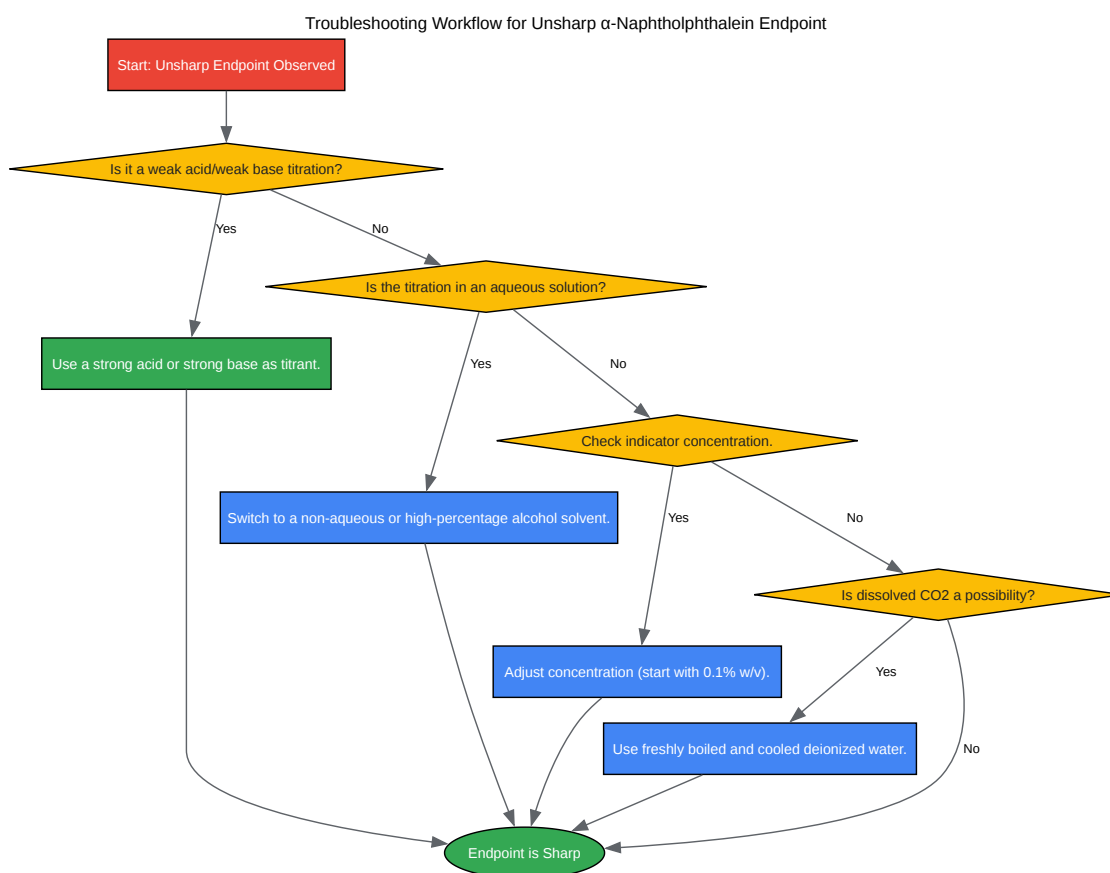 Troubleshooting Workflow for Unsharp α-Naphtholphthalein Endpoint
Start: Unsharp Endpoint Observed
Is it a weak acid/weak base titration?
Yes
No
Is the titration in an aqueous solution?
Use a strong acid or strong base as titrant.
Yes
No
Check indicator concentration.
Switch to a non-aqueous or high-percentage alcohol solvent.
Yes
No
Is dissolved CO2 a possibility?
Adjust concentration (start with 0.1% w/v).
Yes
Use freshly boiled and cooled deionized water.
No
Endpoint is Sharp